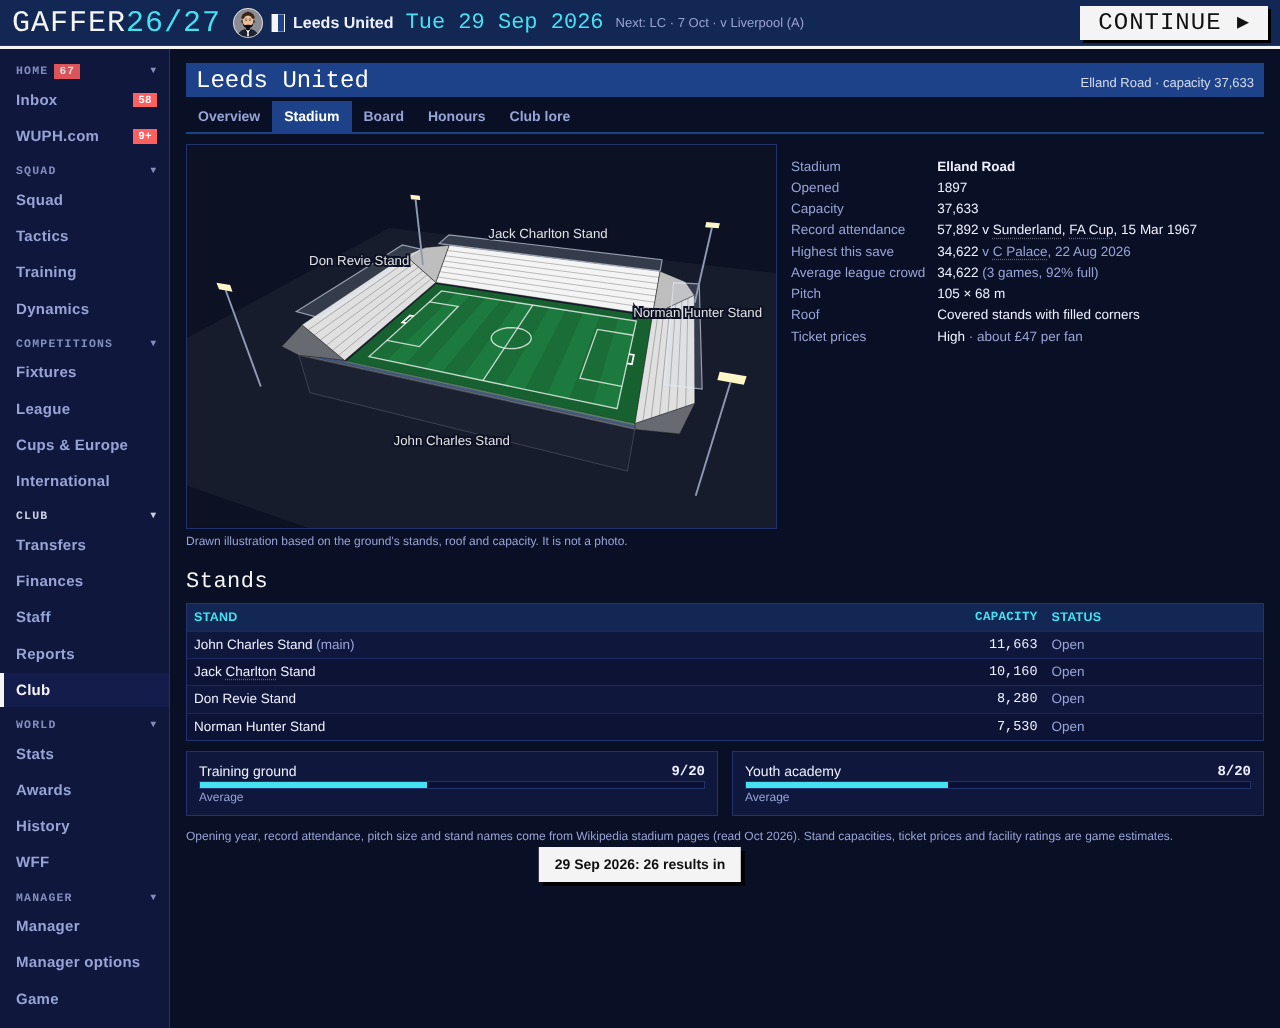 GAFFER26/27 Leeds United Tue 29 Sep 2026 Next: LC · 7 Oct · v Liverpool (A) CONTINUE ►
HOME 67 ▼
Inbox 58
WUPH.com 9+
SQUAD ▼
Squad
Tactics
Training
Dynamics
COMPETITIONS ▼
Fixtures
League
Cups & Europe
International
CLUB ▼
Transfers
Finances
Staff
Reports
Club
WORLD ▼
Stats
Awards
History
WFF
MANAGER ▼
Manager
Manager options
Game
Leeds United Elland Road · capacity 37,633
Overview Stadium Board Honours Club lore
Jack Charlton Stand
Don Revie Stand
Norman Hunter Stand
John Charles Stand
Stadium Elland Road
Opened 1897
Capacity 37,633
Record attendance 57,892 v Sunderland, FA Cup, 15 Mar 1967
Highest this save 34,622 v C Palace, 22 Aug 2026
Average league crowd 34,622 (3 games, 92% full)
Pitch 105 × 68 m
Roof Covered stands with filled corners
Ticket prices High · about £47 per fan
Drawn illustration based on the ground's stands, roof and capacity. It is not a photo.
Stands
STAND CAPACITY STATUS
John Charles Stand (main) 11,663 Open
Jack Charlton Stand 10,160 Open
Don Revie Stand 8,280 Open
Norman Hunter Stand 7,530 Open
Training ground 9/20
Average
Youth academy 8/20
Average
Opening year, record attendance, pitch size and stand names come from Wikipedia stadium pages (read Oct 2026). Stand capacities, ticket prices and facility ratings are game estimates.
29 Sep 2026: 26 results in